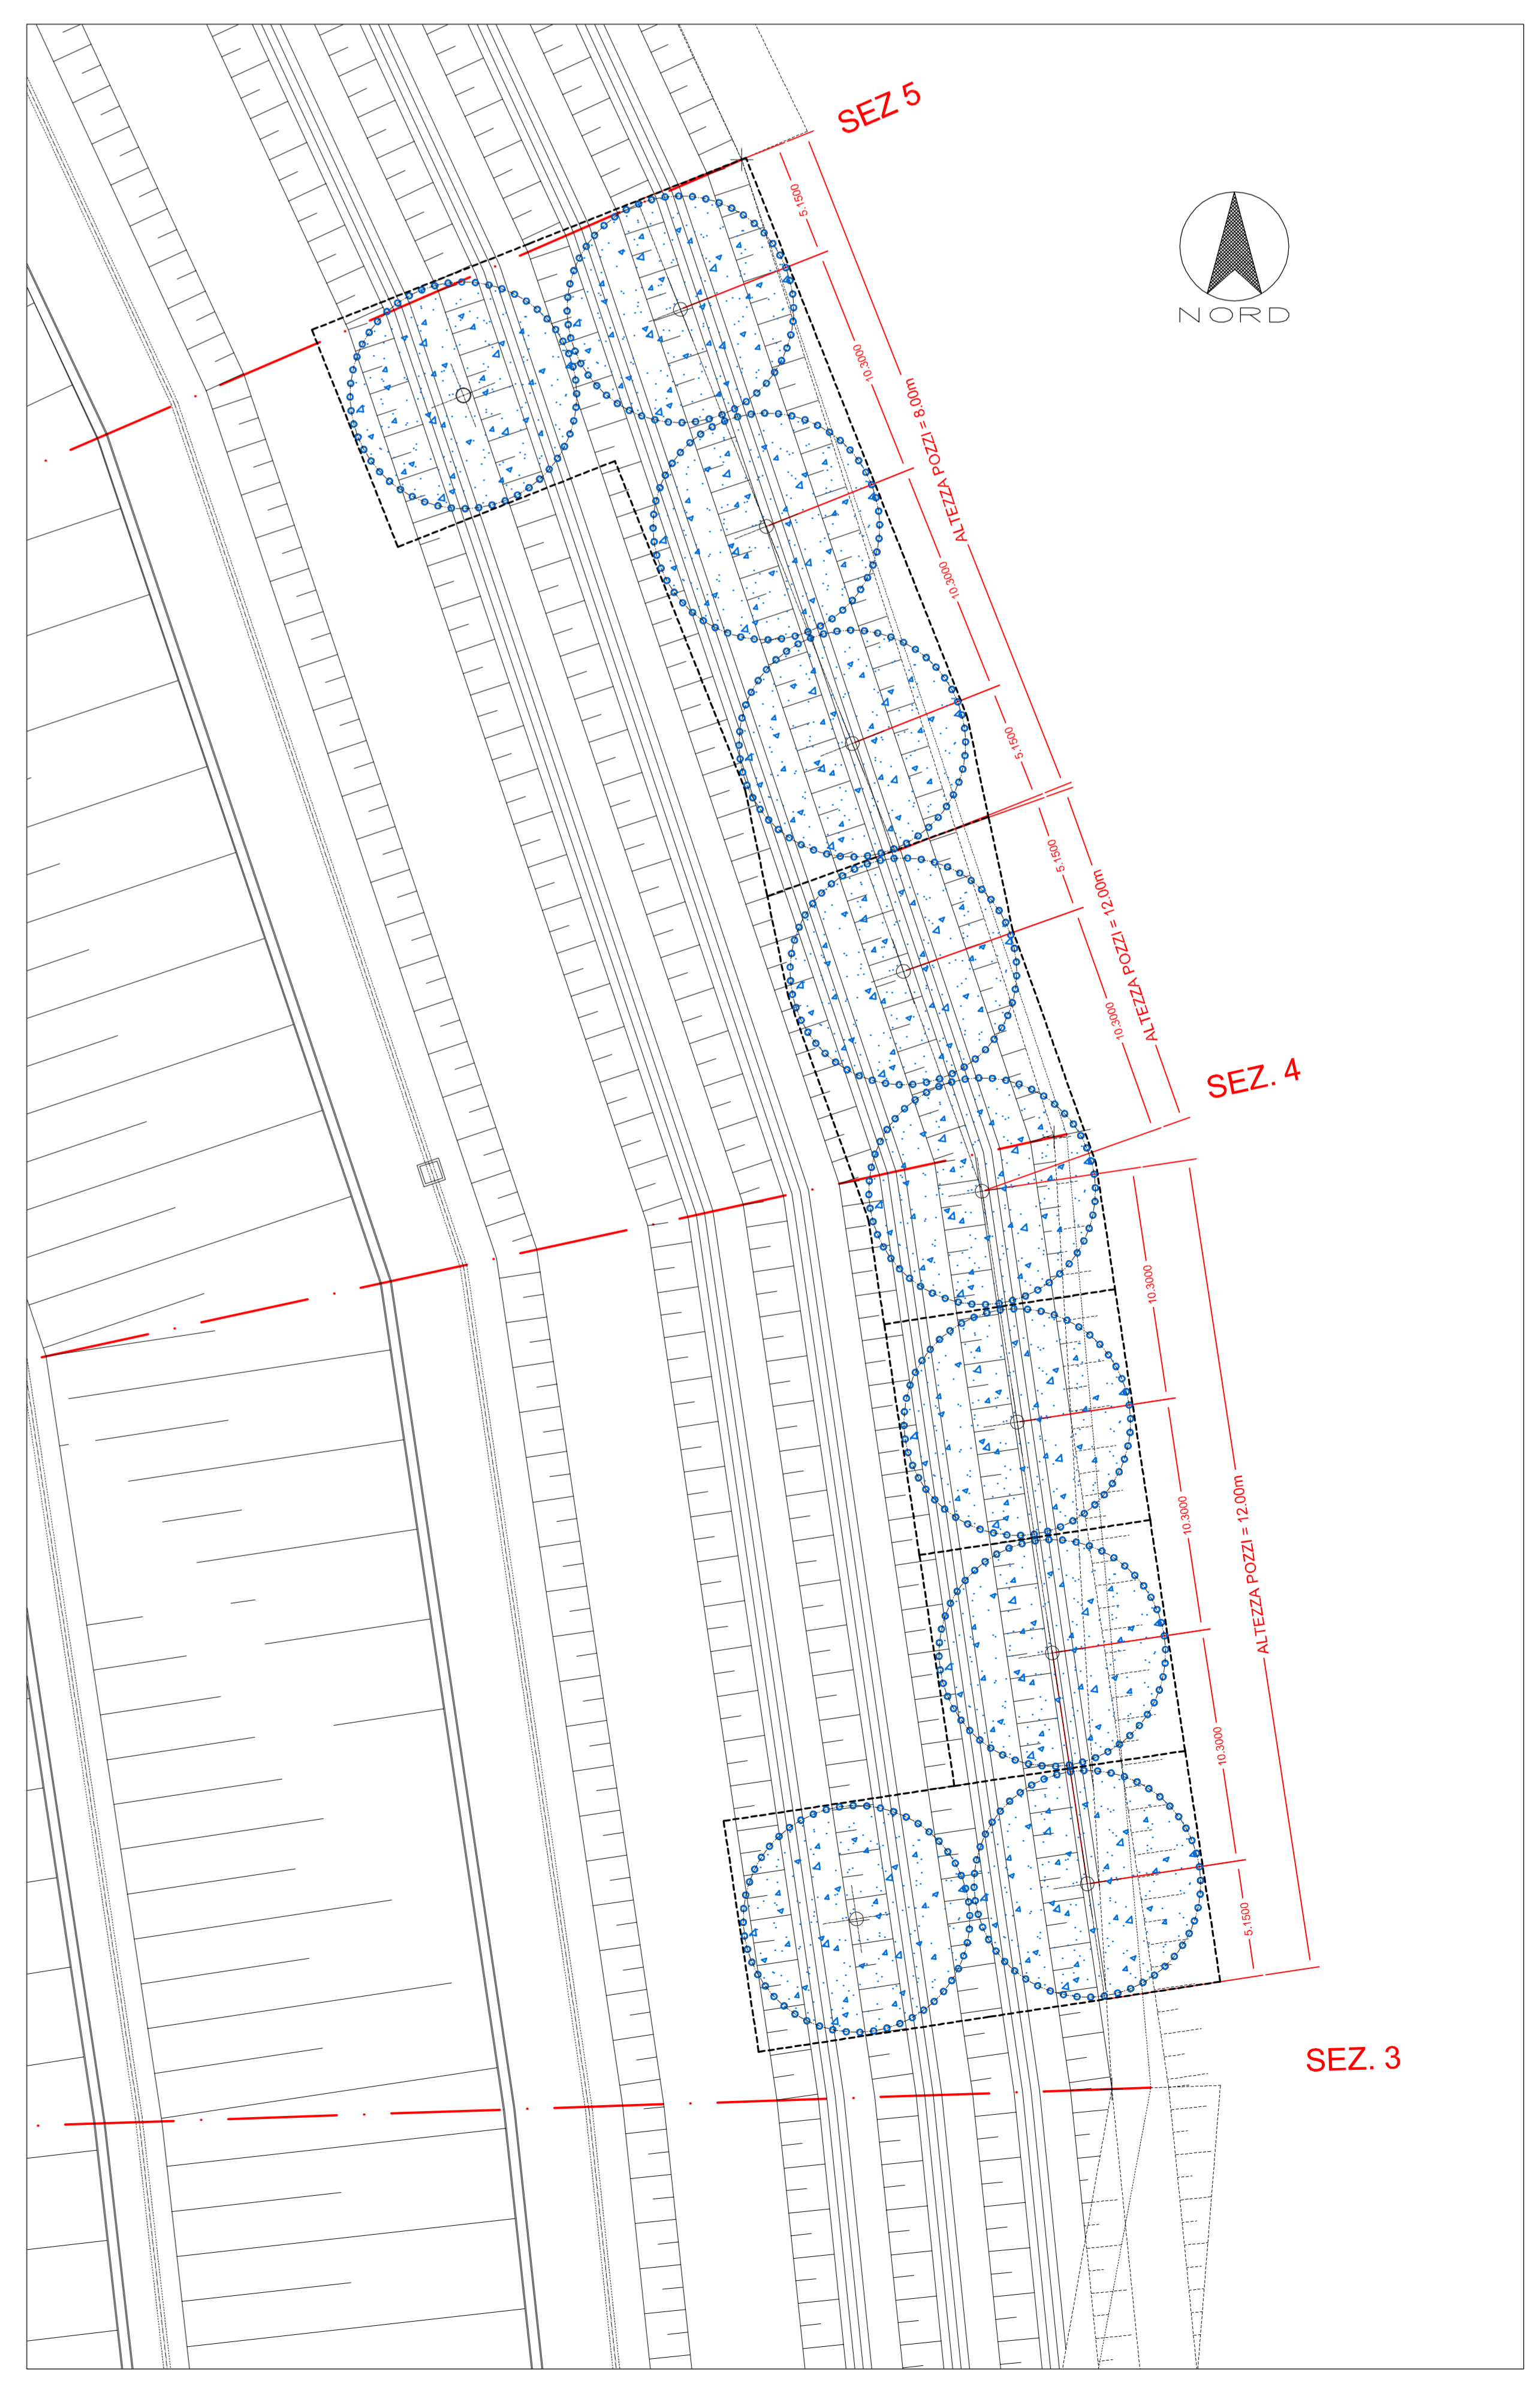 SEZ 5
NORD
5.1500
10.3000
ALTEZZA POZZI = 8.00m
10.3000
5.1500
5.1500
ALTEZZA POZZI = 12.00m
10.3000
SEZ. 4
10.3000
10.3000
ALTEZZA POZZI = 12.00m
10.3000
5.1500
SEZ. 3